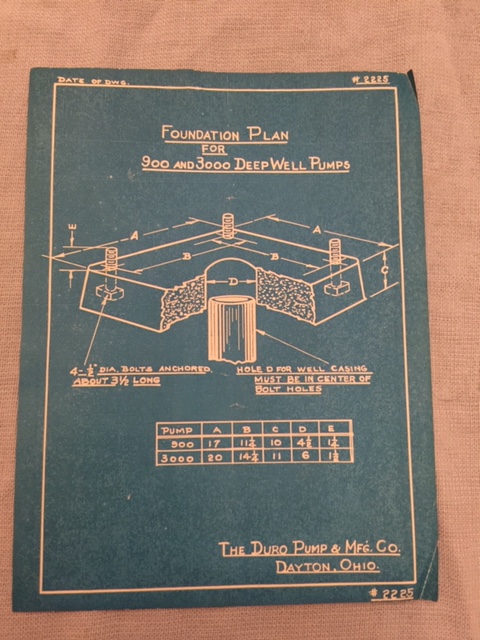 DATE OF DWG.
# 2225
FOUNDATION PLAN
FOR
900 AND 3000 DEEP WELL PUMPS
E
A
A
B
B
C
D
4-½" DIA. BOLTS ANCHORED.
ABOUT 3½ LONG
HOLE D FOR WELL CASING
MUST BE IN CENTER OF
BOLT HOLES
PUMP A B C D E
900 17 11¼ 10 4½ 1¼
3000 20 14¼ 11 6 1½
THE DURO PUMP & MFG. CO.
DAYTON, OHIO.
# 2225